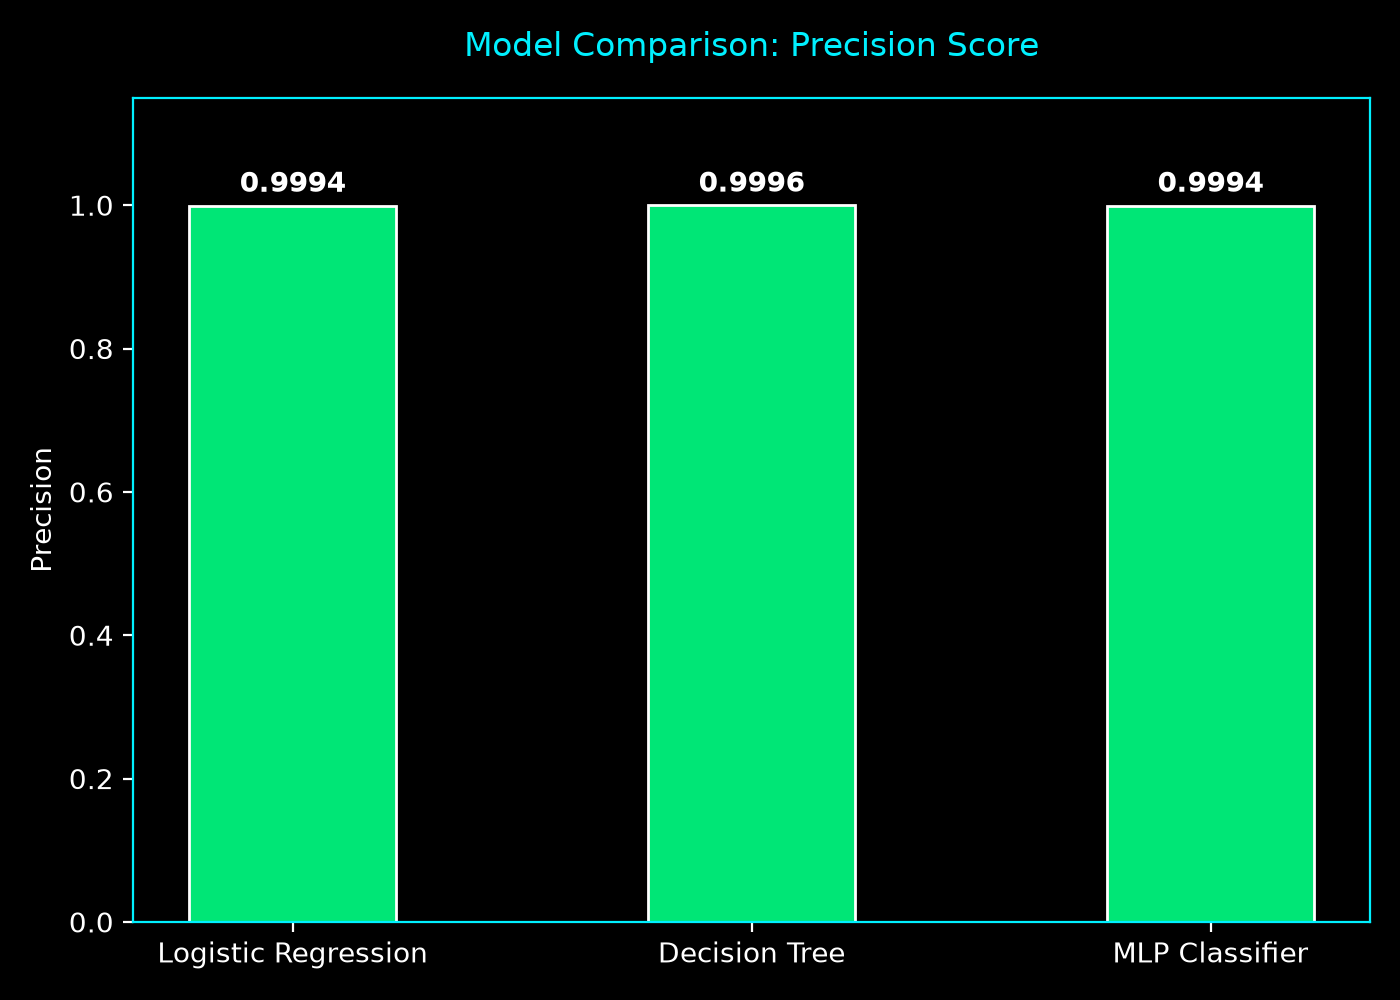 Model Comparison: Precision Score
0.9994
0.9996
0.9994
1.0
0.8
0.6
0.4
0.2
0.0
Precision
Logistic Regression
Decision Tree
MLP Classifier